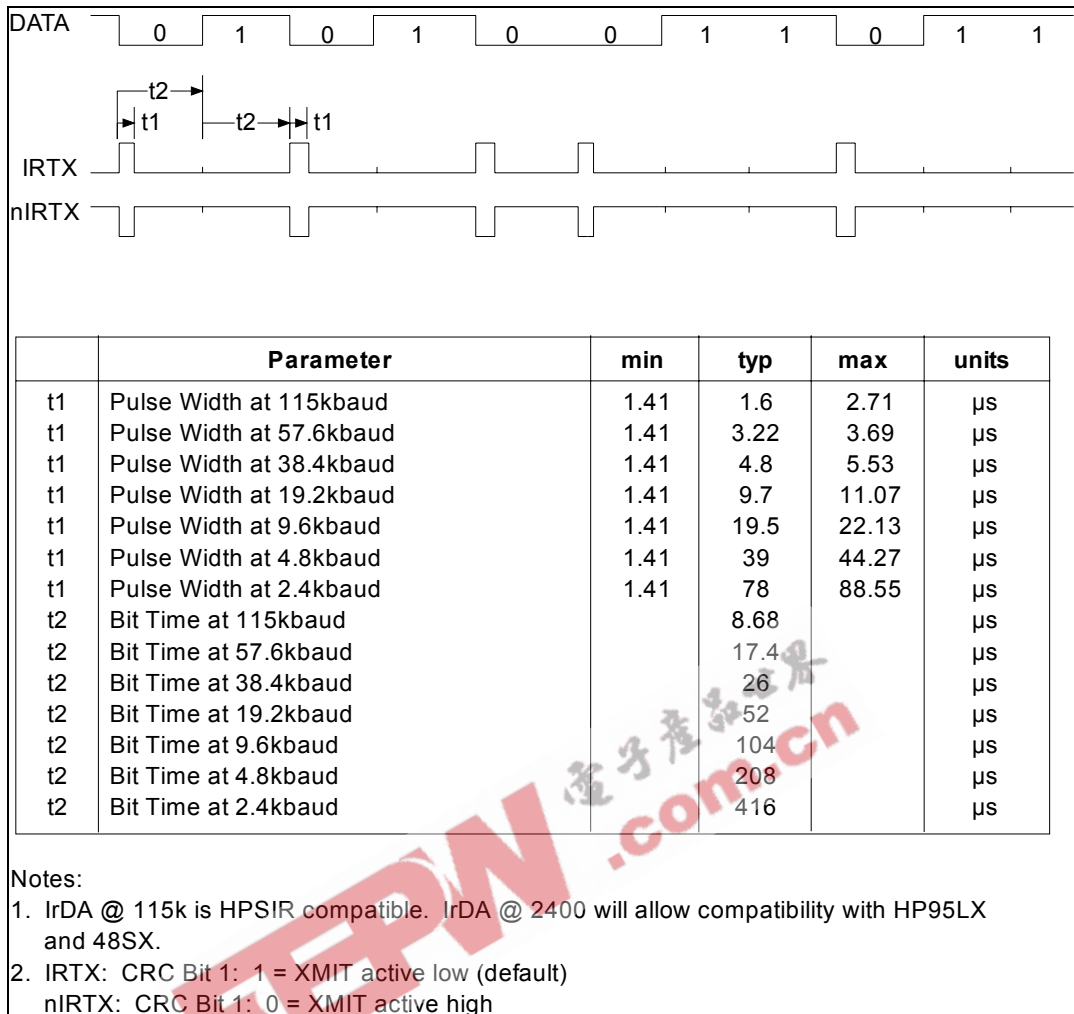 DATA 0 1 0 1 0 0 1 1 0 1 1
t2
t1 t2 t1
IRTX
nIRTX
Parameter min typ max units
t1 Pulse Width at 115kbaud 1.41 1.6 2.71 µs
t1 Pulse Width at 57.6kbaud 1.41 3.22 3.69 µs
t1 Pulse Width at 38.4kbaud 1.41 4.8 5.53 µs
t1 Pulse Width at 19.2kbaud 1.41 9.7 11.07 µs
t1 Pulse Width at 9.6kbaud 1.41 19.5 22.13 µs
t1 Pulse Width at 4.8kbaud 1.41 39 44.27 µs
t1 Pulse Width at 2.4kbaud 1.41 78 88.55 µs
t2 Bit Time at 115kbaud 8.68 µs
t2 Bit Time at 57.6kbaud 17.4 µs
t2 Bit Time at 38.4kbaud 26 µs
t2 Bit Time at 19.2kbaud 52 µs
t2 Bit Time at 9.6kbaud 104 µs
t2 Bit Time at 4.8kbaud 208 µs
t2 Bit Time at 2.4kbaud 416 µs
電子產品世界
.com.cn
Notes:
1. IrDA @ 115k is HPSIR compatible. IrDA @ 2400 will allow compatibility with HP95LX
and 48SX.
2. IRTX: CRC Bit 1: 1 = XMIT active low (default)
nIRTX: CRC Bit 1: 0 = XMIT active high